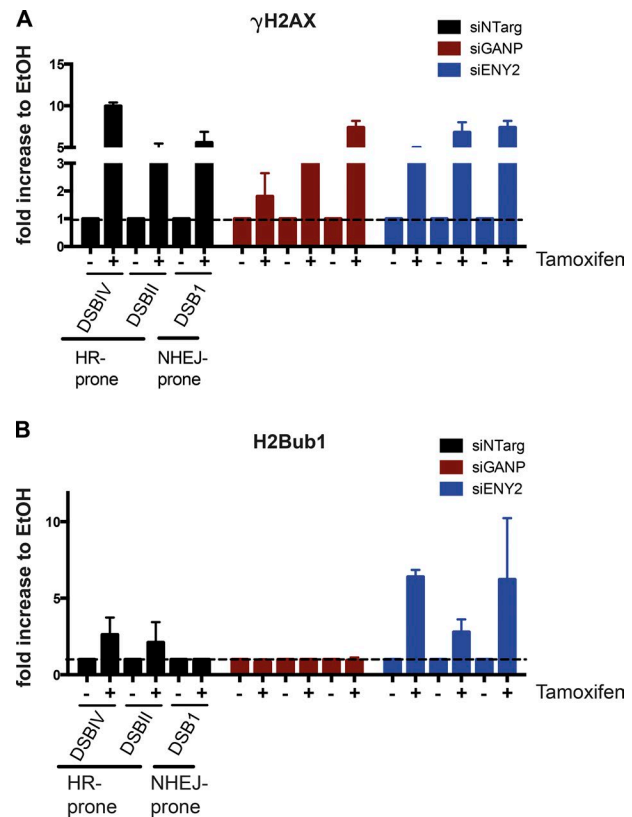 A
γH2AX
siNTarg
siGANP
siENY2
fold increase to EtOH
15
10
5
3
2
1
0
- + - + - + - + - + - + - + - + - + Tamoxifen
DSBIV DSBII DSB1
HR-prone
NHEJ-prone
B
H2Bub1
siNTarg
siGANP
siENY2
fold increase to EtOH
10
5
0
- + - + - + - + - + - + - + - + - + Tamoxifen
DSBIV DSBII DSB1
HR-prone
NHEJ-prone